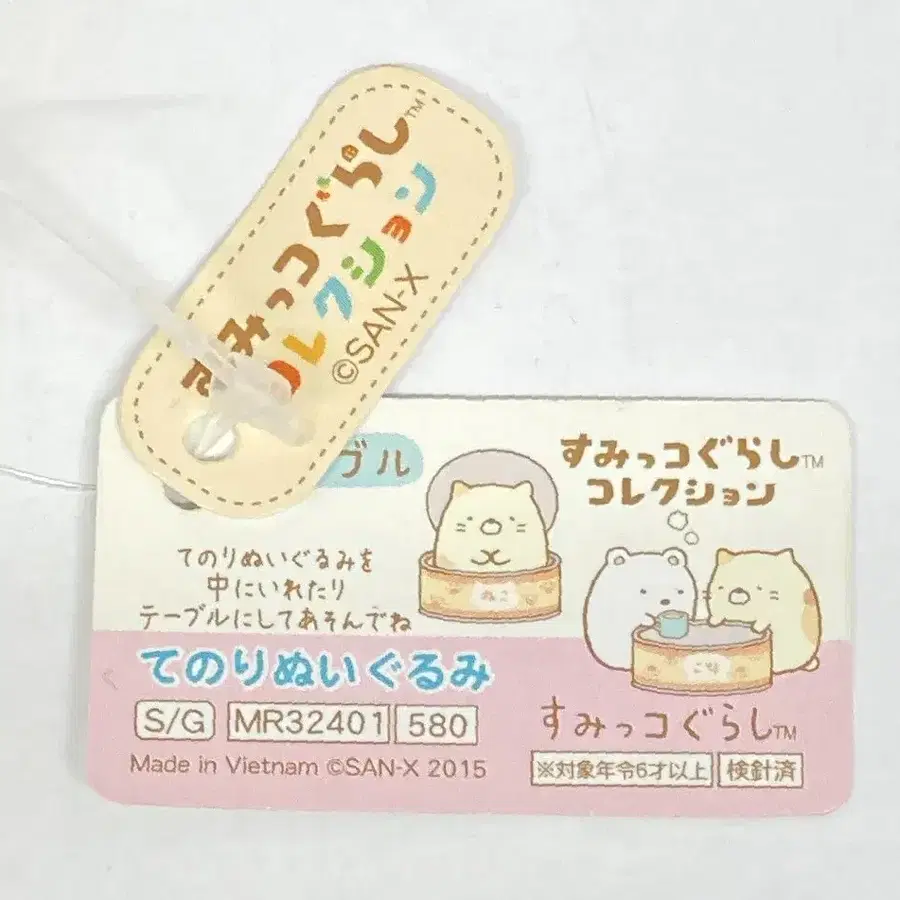 すみっコぐらし™
コレクション
©SAN-X
ブル
すみっコぐらし™
コレクション
てのりぬいぐるみを
中にいれたり
テーブルにしてあそんでね
ねこ
てのりぬいぐるみ
S/G MR32401 580
Made in Vietnam ©SAN-X 2015
すみっコぐらし™
※対象年令6才以上 検針済